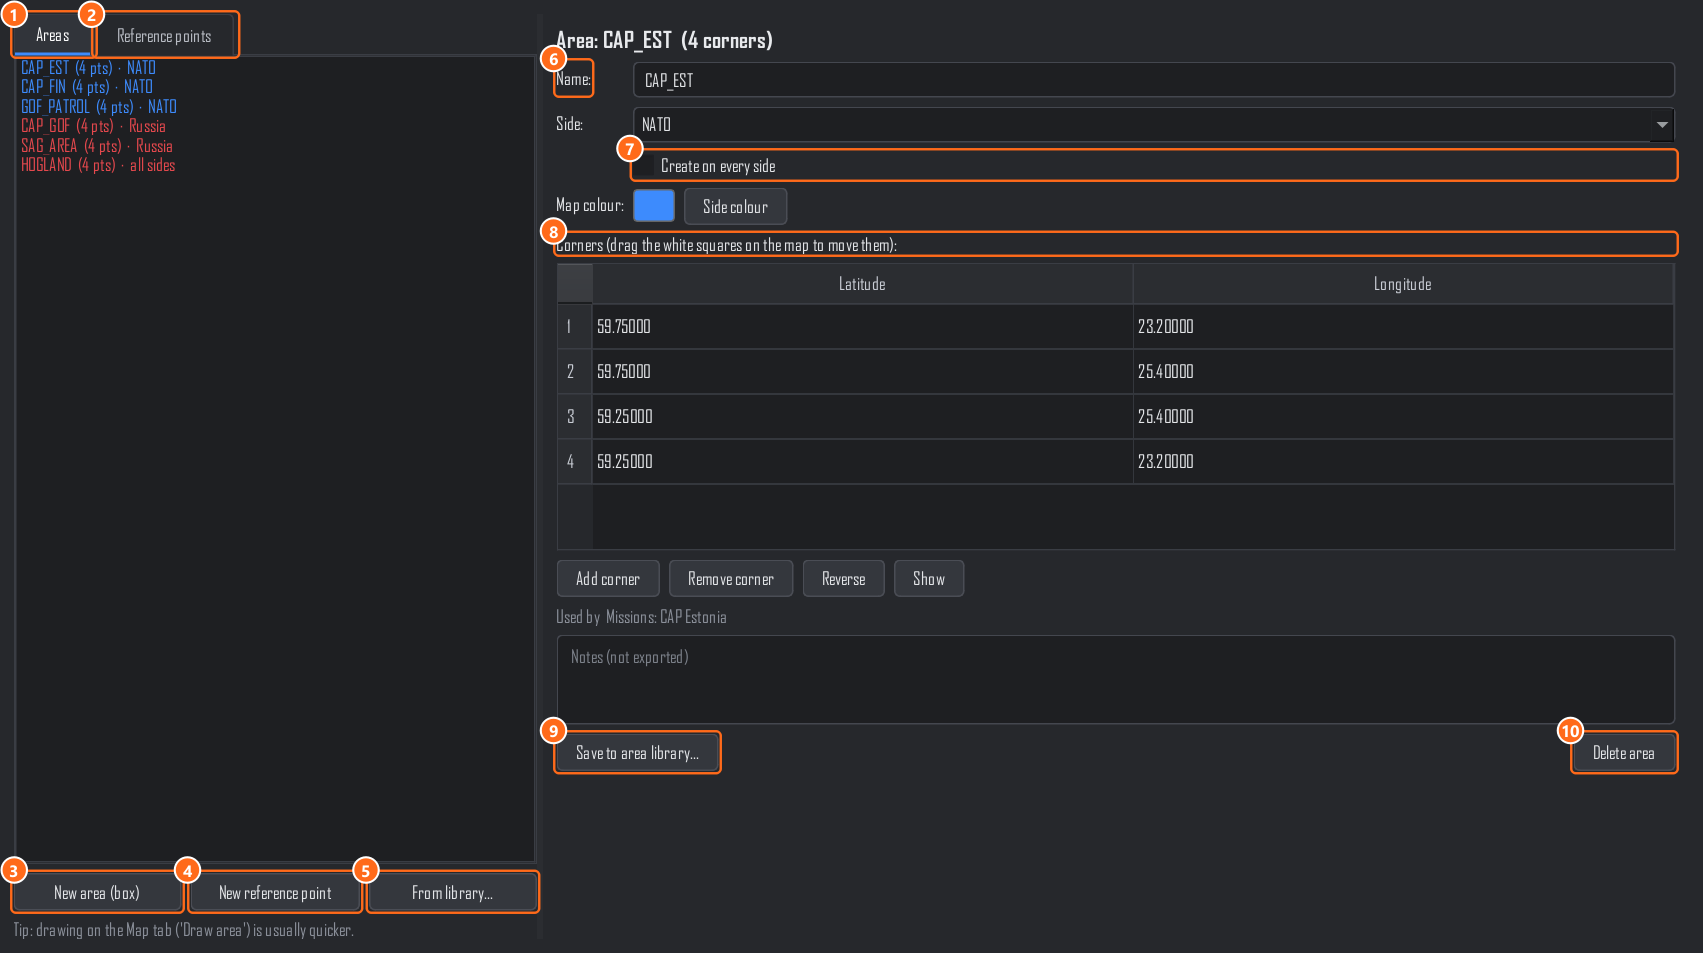 1
2
Areas
Reference points
CAP_EST (4 pts) · NATO
CAP_FIN (4 pts) · NATO
GOF_PATROL (4 pts) · NATO
CAP_GOF (4 pts) · Russia
SAG_AREA (4 pts) · Russia
HOGLAND (4 pts) · all sides
3
4
5
New area (box)
New reference point
From library...
Tip: drawing on the Map tab ('Draw area') is usually quicker.
Area: CAP_EST (4 corners)
6
Name:
CAP_EST
Side:
NATO
7
Create on every side
Map colour:
Side colour
8
Corners (drag the white squares on the map to move them):
Latitude
Longitude
1 59.75000 23.20000
2 59.75000 25.40000
3 59.25000 25.40000
4 59.25000 23.20000
Add corner
Remove corner
Reverse
Show
Used by Missions: CAP Estonia
Notes (not exported)
9
10
Save to area library...
Delete area